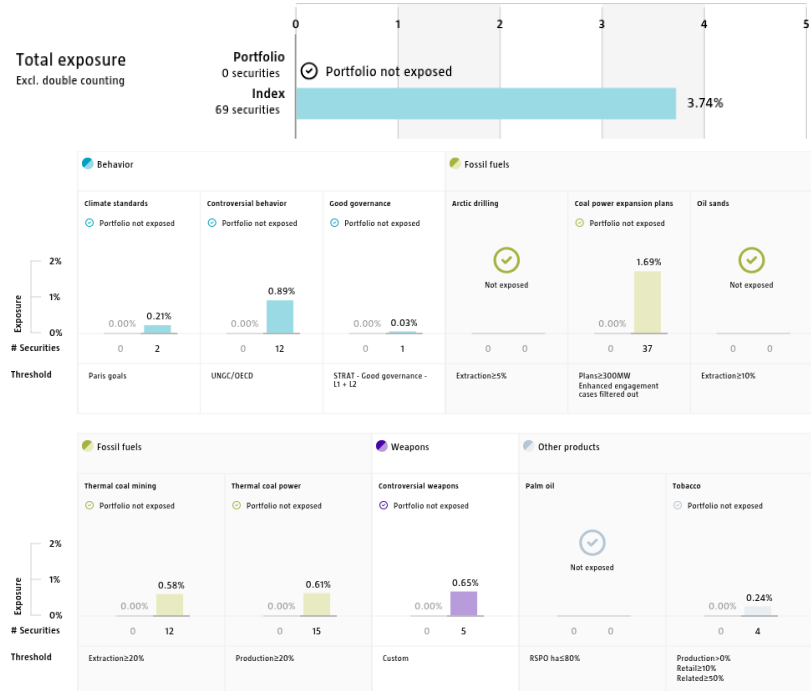 0 1 2 3 4 5
Total exposure
Excl. double counting
Portfolio
0 securities
Portfolio not exposed
Index
69 securities
3.74%
Behavior
Fossil fuels
Climate standards
Controversial behavior
Good governance
Arctic drilling
Coal power expansion plans
Oil sands
Portfolio not exposed
Portfolio not exposed
Portfolio not exposed
Portfolio not exposed
Not exposed
Not exposed
Exposure
2%
1%
0%
0.00% 0.21%
0.00% 0.89%
0.00% 0.03%
0.00% 1.69%
# Securities
0 2
0 12
0 1
0 0
0 37
0 0
Threshold
Paris goals
UNGC/OECD
STRAT - Good governance -
L1 + L2
Extraction≥5%
Plans≥300MW
Enhanced engagement
cases filtered out
Extraction≥10%
Fossil fuels
Weapons
Other products
Thermal coal mining
Thermal coal power
Controversial weapons
Palm oil
Tobacco
Portfolio not exposed
Portfolio not exposed
Portfolio not exposed
Portfolio not exposed
Not exposed
Exposure
2%
1%
0%
0.00% 0.58%
0.00% 0.61%
0.00% 0.65%
0.00% 0.24%
# Securities
0 12
0 15
0 5
0 0
0 4
Threshold
Extraction≥20%
Production≥20%
Custom
RSPO ha≤80%
Production>0%
Retail≥10%
Related≥50%